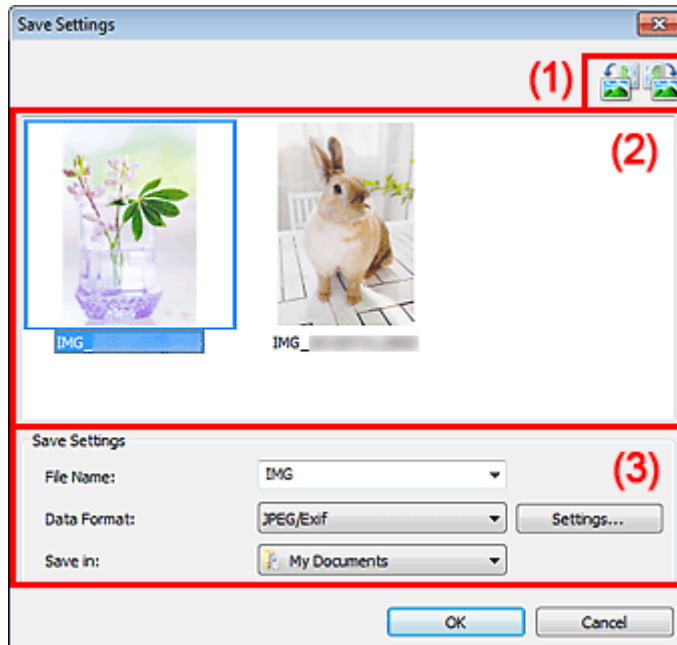 Save Settings
(1)
(2)
IMG_
IMG_
Save Settings
(3)
File Name:
IMG
Data Format:
JPEG/Exif
Settings...
Save in:
My Documents
OK
Cancel